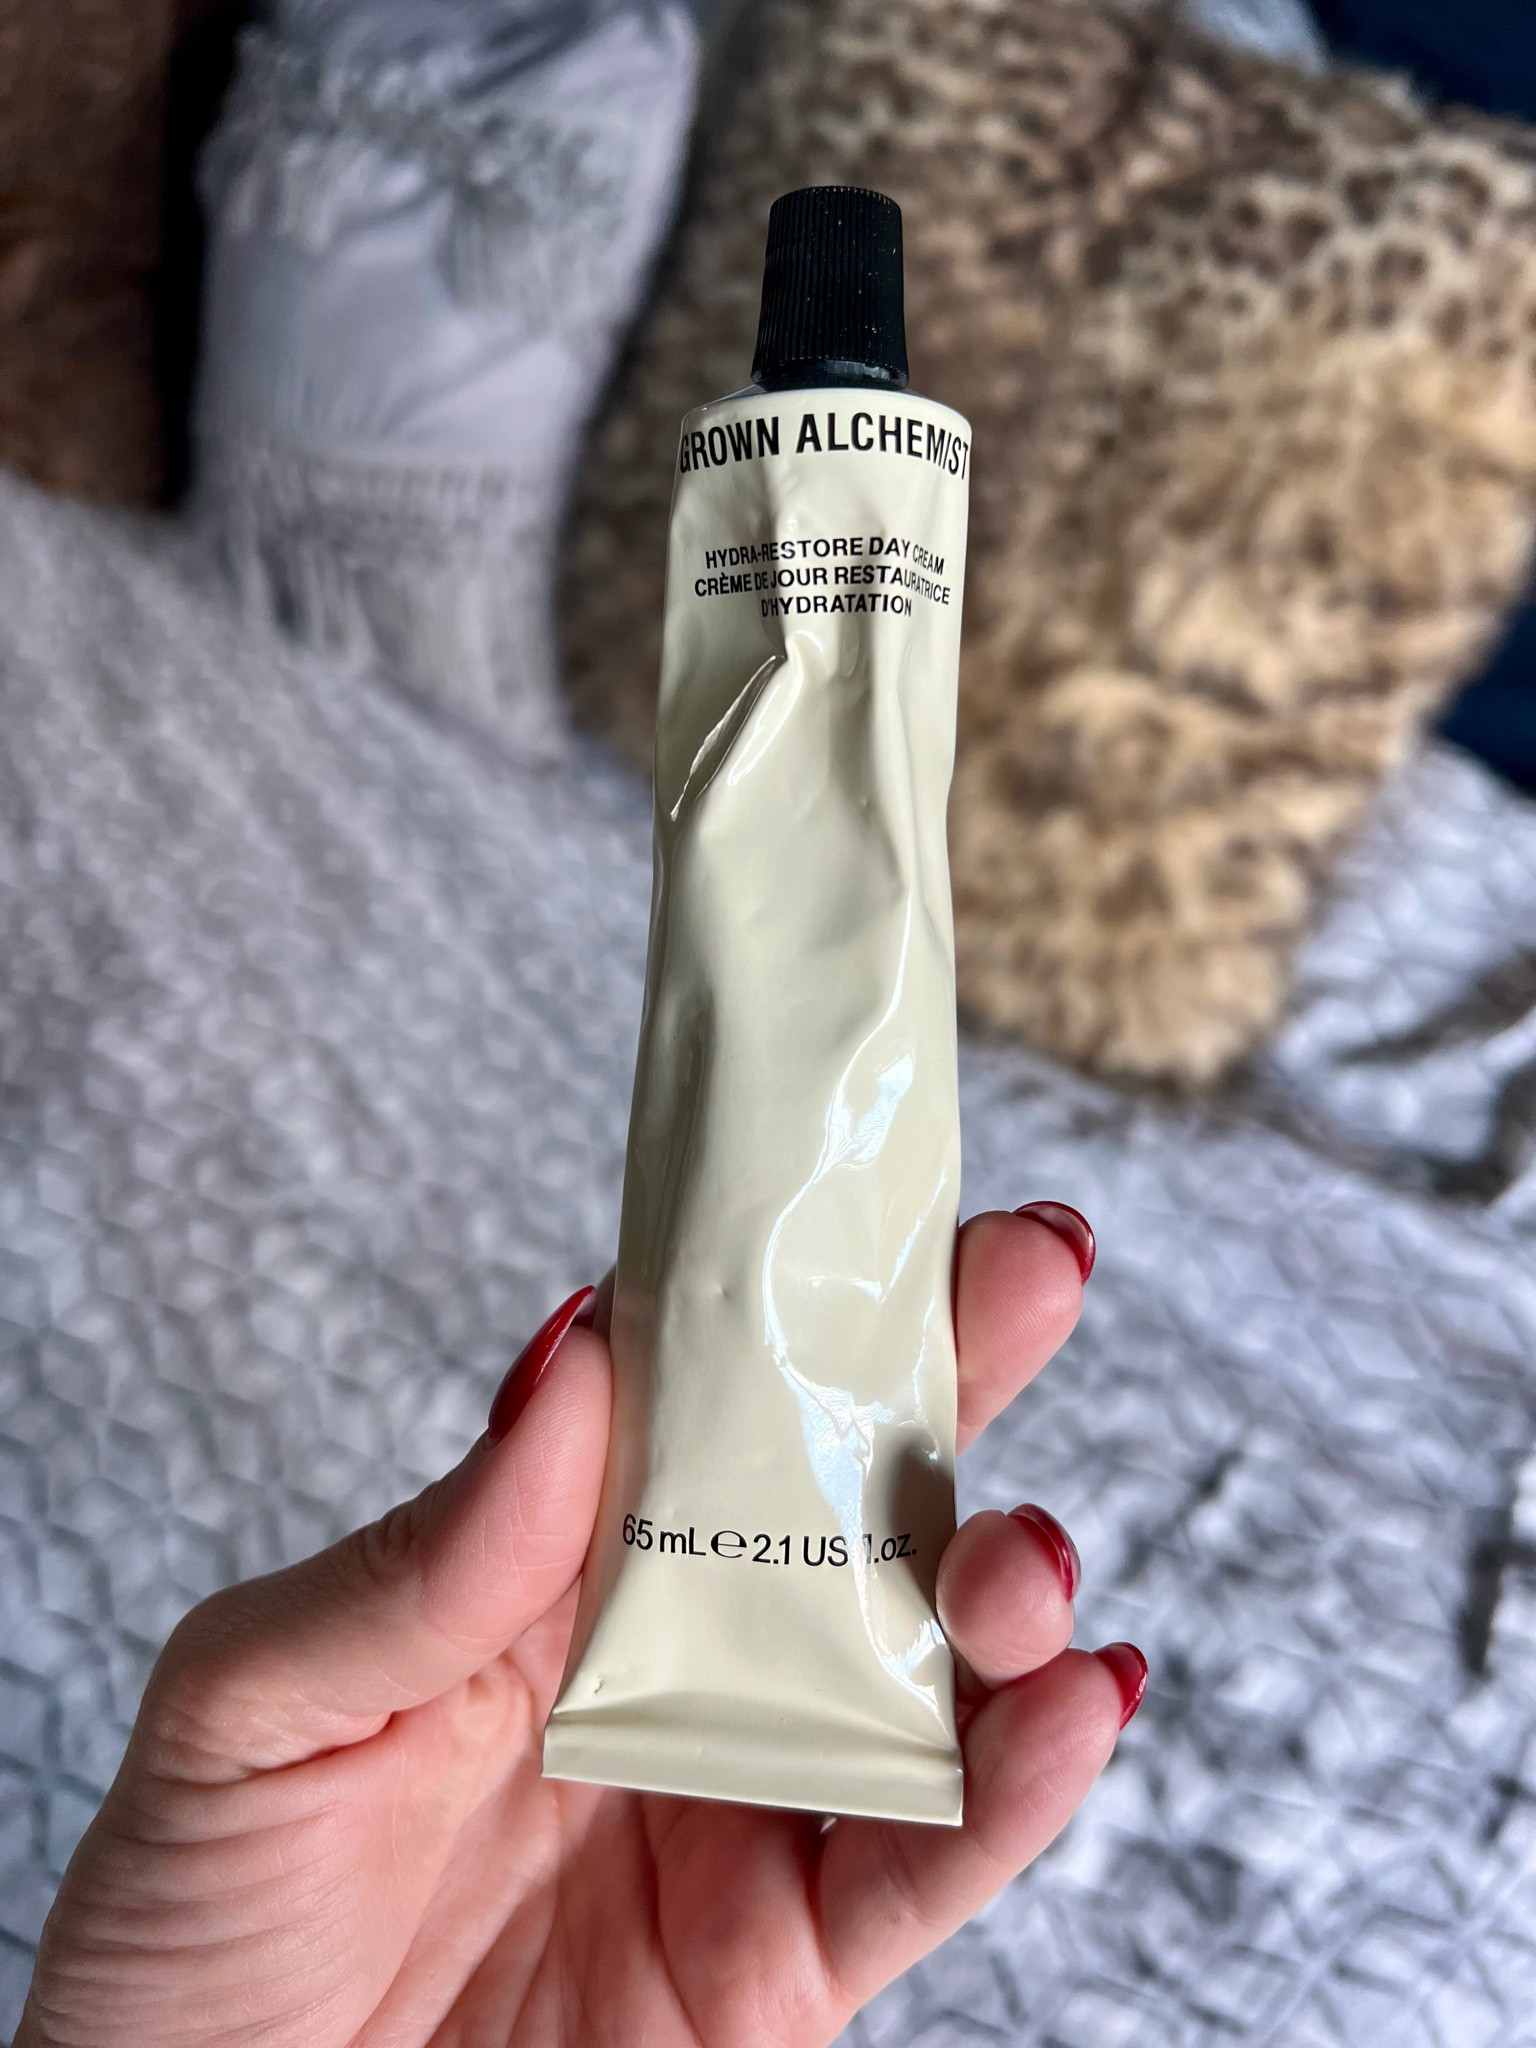 GROWN ALCHEMIST
HYDRA-RESTORE DAY CREAM
CRÈME DE JOUR RESTAURATRICE
D'HYDRATATION
65 mL ℮ 2.1 US fl.oz.